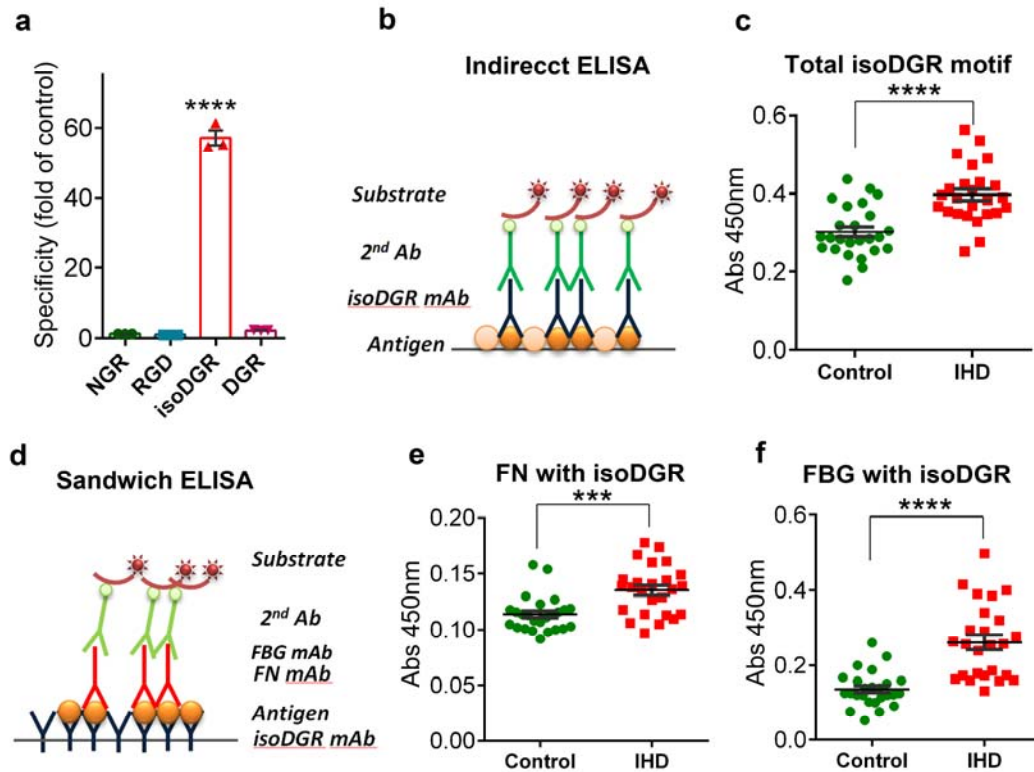 a
Specificity (fold of control)
60
40
20
0
****
NGR
RGD
isoDGR
DGR
b
Indirecct ELISA
Substrate
2nd Ab
isoDGR mAb
Antigen
c
Total isoDGR motif
****
Abs 450nm
0.6
0.4
0.2
0.0
Control
IHD
d
Sandwich ELISA
Substrate
2nd Ab
FBG mAb
FN mAb
Antigen
isoDGR mAb
e
FN with isoDGR
***
Abs 450nm
0.20
0.15
0.10
0.05
0.00
Control
IHD
f
FBG with isoDGR
****
Abs 450nm
0.6
0.4
0.2
0.0
Control
IHD